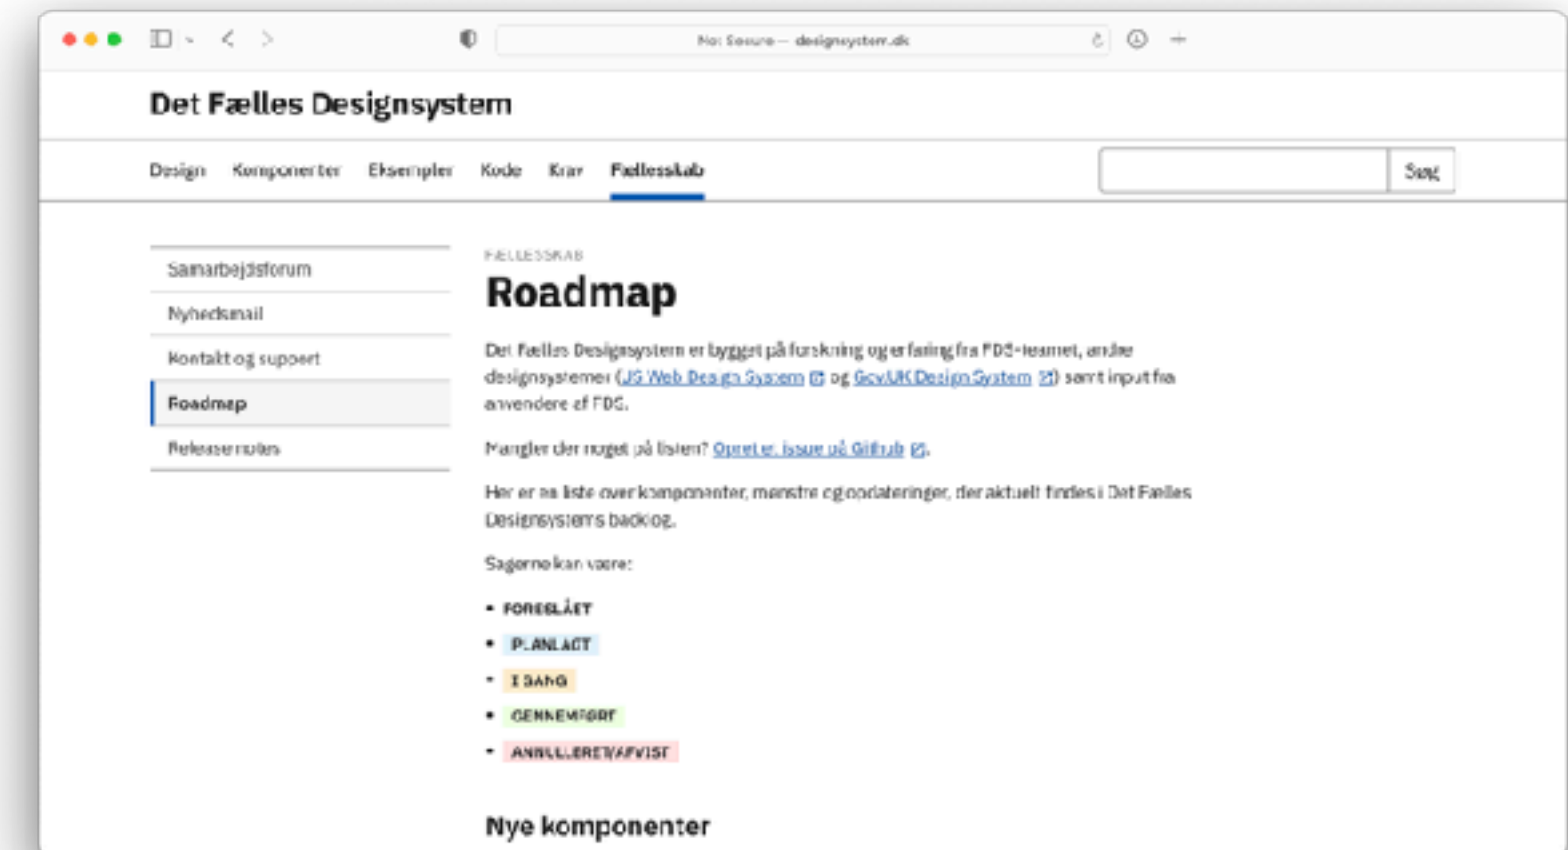 Not Secure — designsystem.dk
Det Fælles Designsystem
Design Komponenter Eksempler Kode Krav Fællesskab Søg
Samarbejdsforum
Nyhedsmail
Kontakt og support
Roadmap
Release notes
FÆLLESSKAB
Roadmap
Det Fælles Designsystem er bygget på forskning og erfaring fra FDS-teamet, andre
designsystemer (US Web Design System og Gov.UK Design System) samt input fra
anvendere af FDS.
Mangler der noget på listen? Opret et issue på Github.
Her er en liste over komponenter, mønstre og opdateringer, der aktuelt findes i Det Fælles
Designsystems backlog.
Sagerne kan være:
• FORESLÅET
• PLANLAGT
• I GANG
• GENNEMFØRT
• ANNULLERET/AFVIST
Nye komponenter